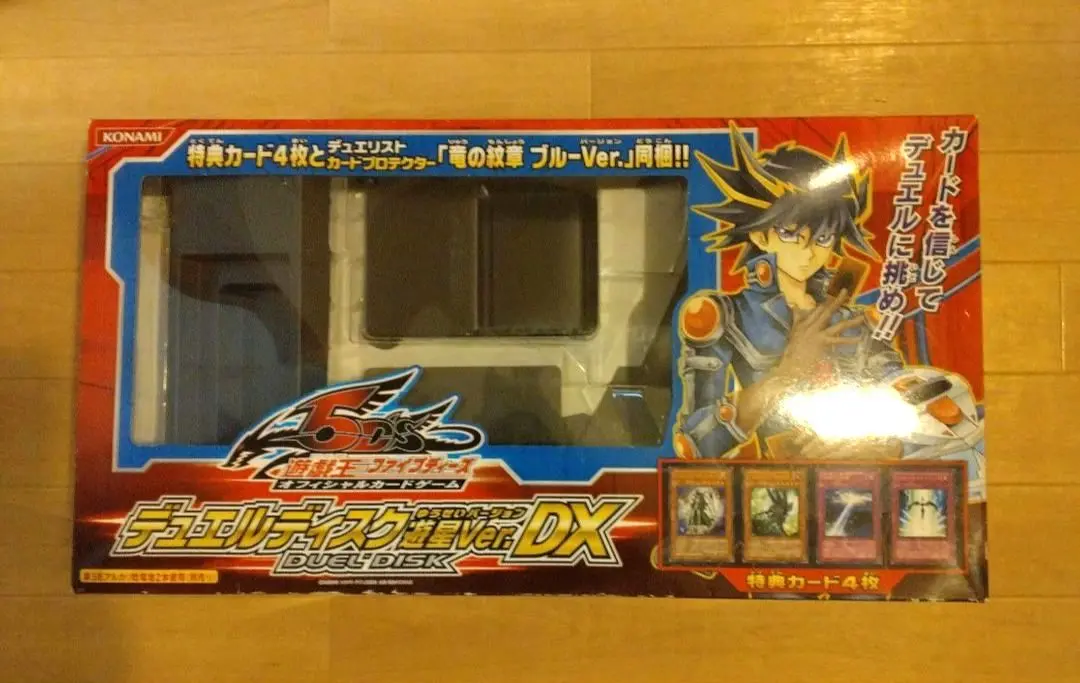 KONAMI
特典カード4枚とデュエリストカードプロテクター「竜の紋章 ブルーVer.」同梱!!
カードを信じて
デュエルに挑め!!
5D's
遊戯王ファイブディーズ
オフィシャルカードゲーム
デュエルディスク遊星Ver.DX
DUEL DISK
特典カード4枚